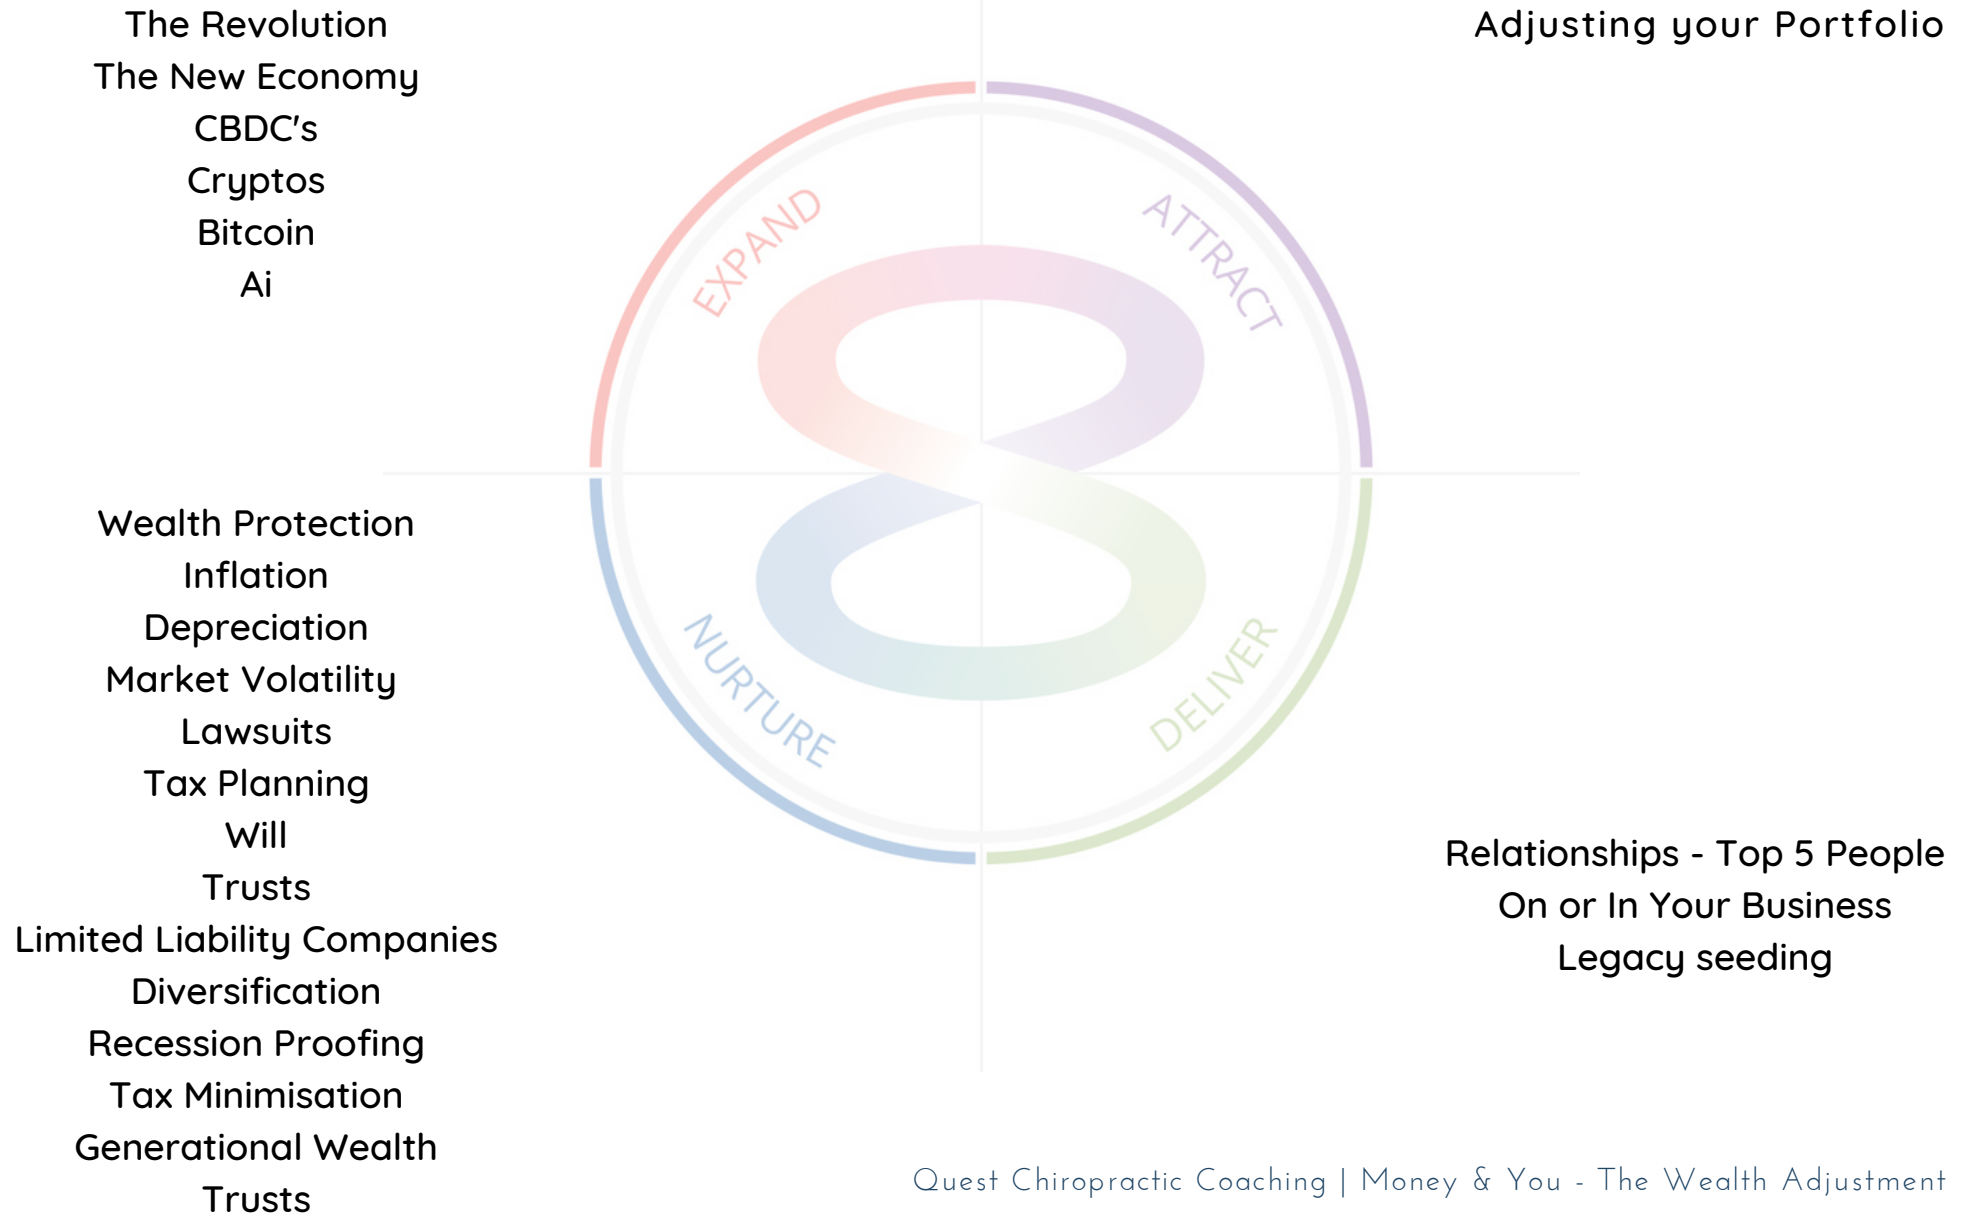 The Revolution
The New Economy
CBDC's
Cryptos
Bitcoin
Ai
Adjusting your Portfolio
EXPAND
ATTRACT
NURTURE
DELIVER
Wealth Protection
Inflation
Depreciation
Market Volatility
Lawsuits
Tax Planning
Will
Trusts
Limited Liability Companies
Diversification
Recession Proofing
Tax Minimisation
Generational Wealth
Trusts
Relationships - Top 5 People
On or In Your Business
Legacy seeding
Quest Chiropractic Coaching | Money & You - The Wealth Adjustment